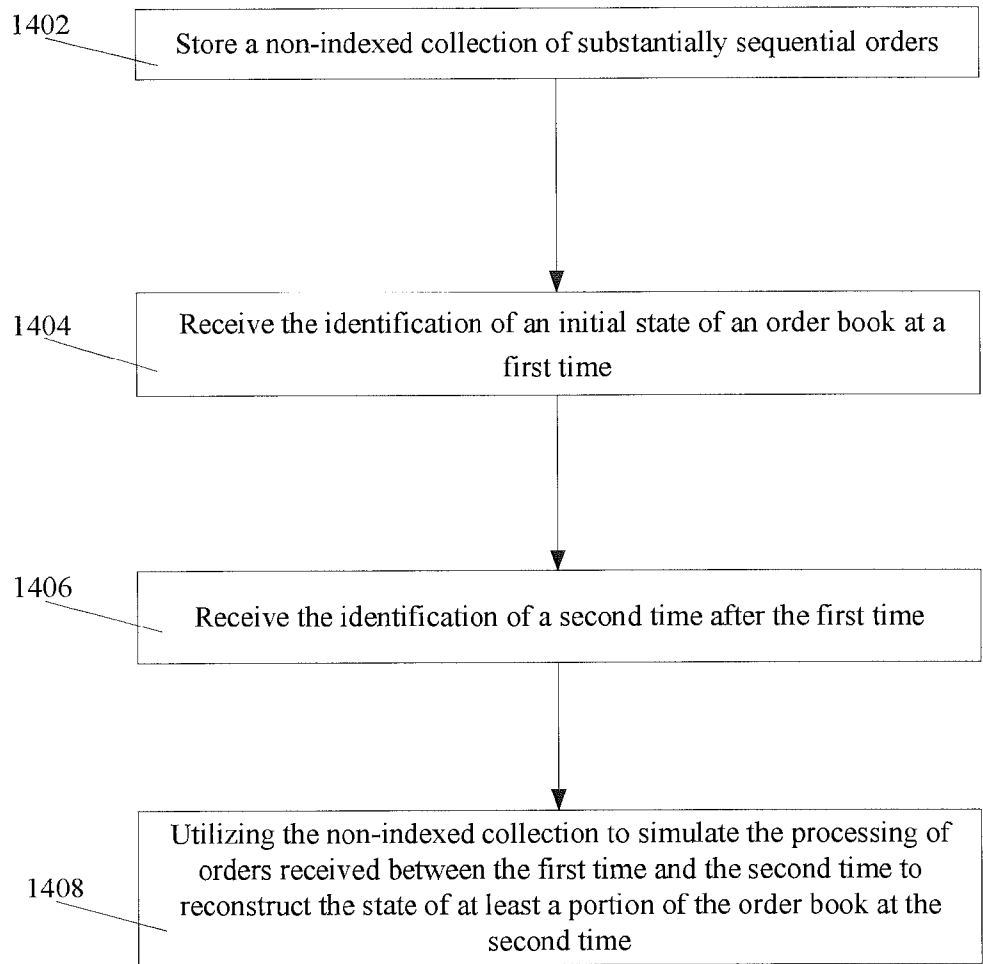 1402
Store a non-indexed collection of substantially sequential orders
1404
Receive the identification of an initial state of an order book at a
first time
1406
Receive the identification of a second time after the first time
Utilizing the non-indexed collection to simulate the processing of
orders received between the first time and the second time to
1408
reconstruct the state of at least a portion of the order book at the
second time